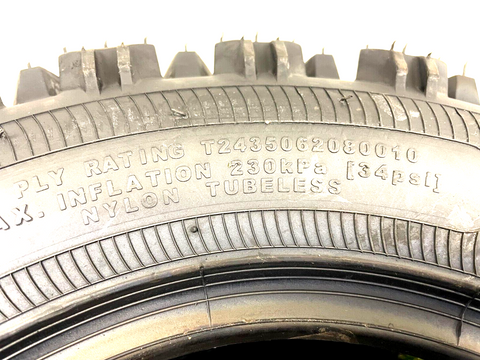 PLY RATING T2435062080010
AX. INFLATION 230kPa [34psi]
NYLON TUBELESS